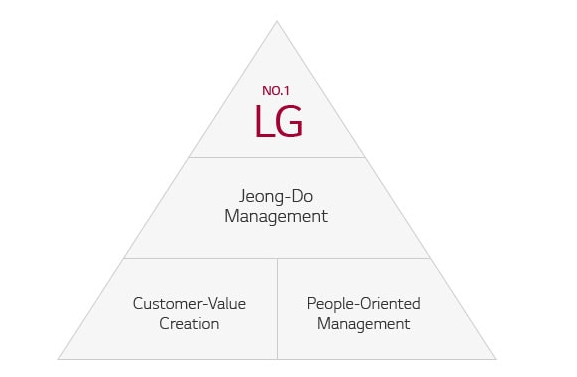 NO.1
LG
Jeong-Do
Management
Customer-Value
Creation
People-Oriented
Management